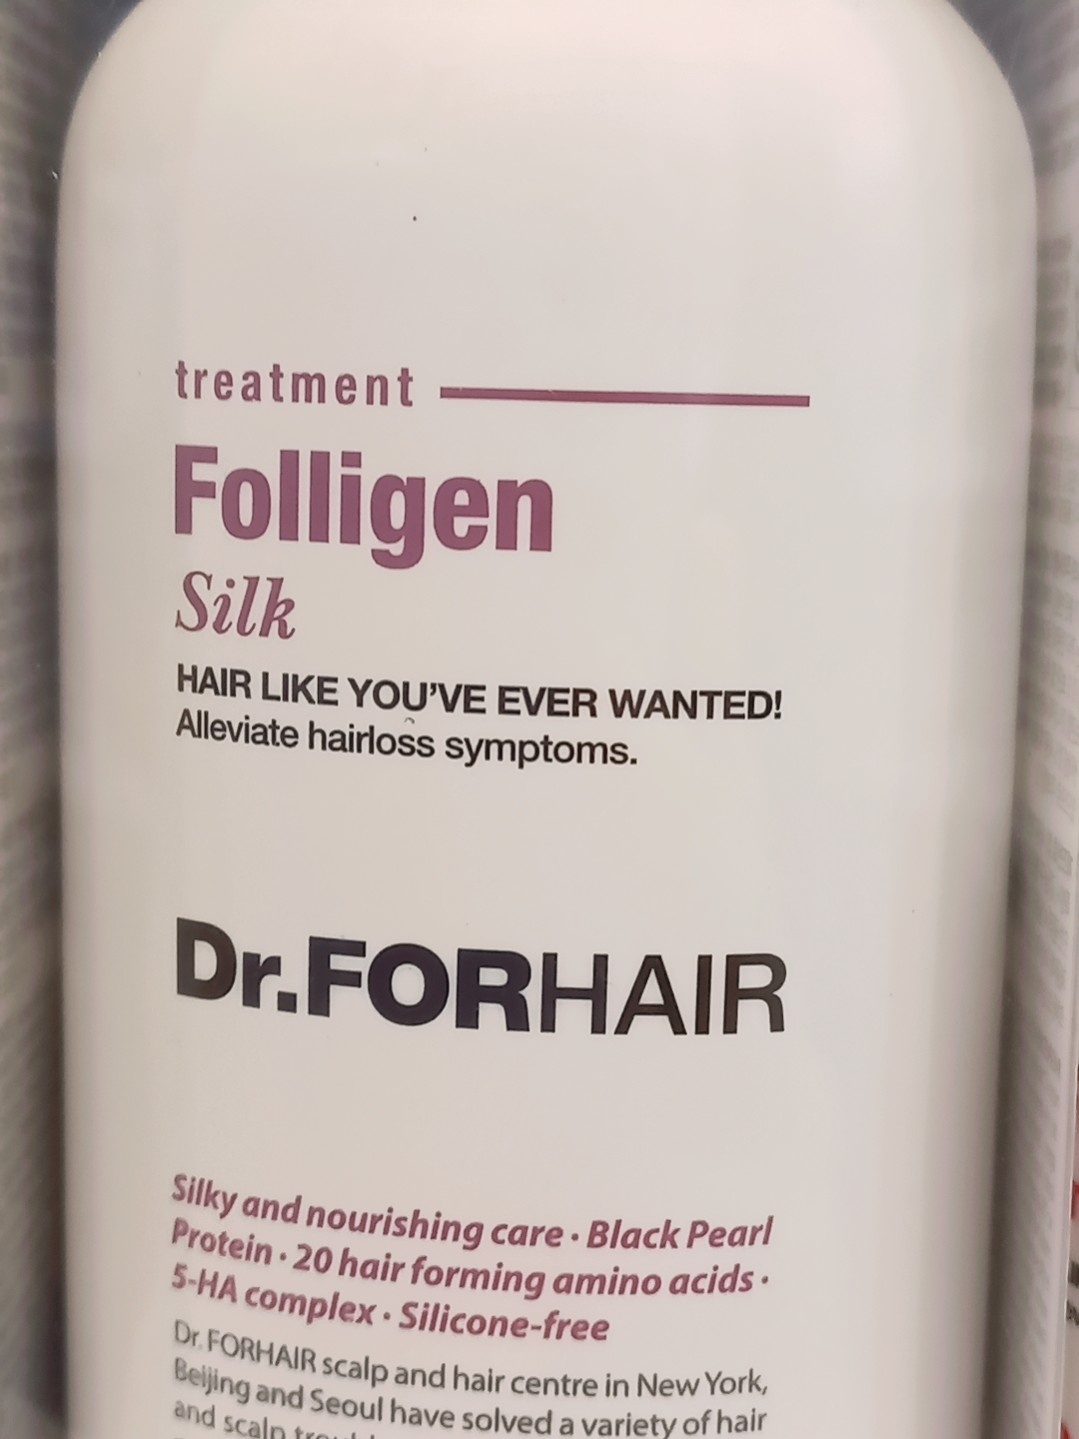 treatment
Folligen
Silk
HAIR LIKE YOU'VE EVER WANTED!
Alleviate hairloss symptoms.
Dr.FORHAIR
Silky and nourishing care · Black Pearl
Protein · 20 hair forming amino acids ·
5-HA complex · Silicone-free
Dr. FORHAIR scalp and hair centre in New York,
Beijing and Seoul have solved a variety of hair
and scalp